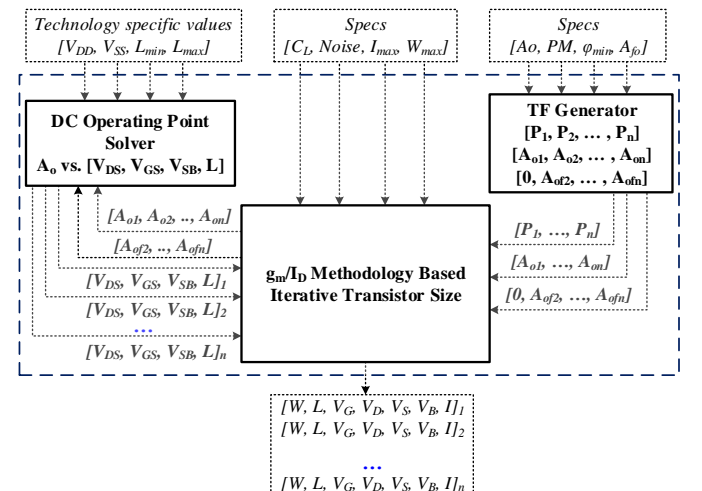 Technology specific values
[VDD, VSS, Lmin, Lmax]
Specs
[CL, Noise, Imax, Wmax]
Specs
[Ao, PM, φmin, Afo]
DC Operating Point
Solver
Ao vs. [VDS, VGS, VSB, L]
TF Generator
[P1, P2, … , Pn]
[Ao1, Ao2, … , Aon]
[0, Aof2, … , Aofn]
[Ao1, Ao2, .., Aon]
[Aof2, .., Aofn]
[VDS, VGS, VSB, L]1
[VDS, VGS, VSB, L]2
...
[VDS, VGS, VSB, L]n
gm/ID Methodology Based
Iterative Transistor Size
[P1, …, Pn]
[Ao1, …, Aon]
[0, Aof2, …, Aofn]
[W, L, VG, VD, VS, VB, I]1
[W, L, VG, VD, VS, VB, I]2
...
[W, L, VG, VD, VS, VB, I]n